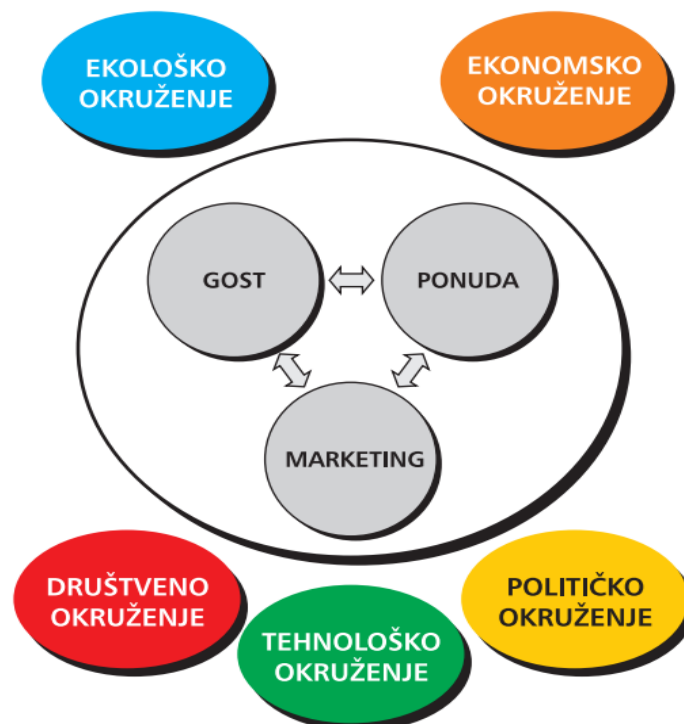 EKOLOŠKO
OKRUŽENJE
EKONOMSKO
OKRUŽENJE
GOST
PONUDA
MARKETING
DRUŠTVENO
OKRUŽENJE
TEHNOLOŠKO
OKRUŽENJE
POLITIČKO
OKRUŽENJE